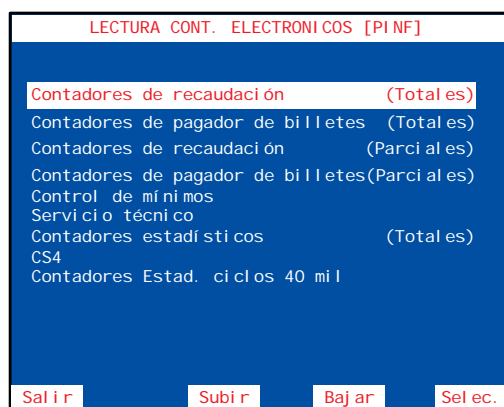 LECTURA CONT. ELECTRONICOS [PINF]
Contadores de recaudación (Totales)
Contadores de pagador de billetes (Totales)
Contadores de recaudación (Parciales)
Contadores de pagador de billetes(Parciales)
Control de mínimos
Servicio técnico
Contadores estadísticos (Totales)
CS4
Contadores Estad. ciclos 40 mil
Salir Subir Bajar Selec.